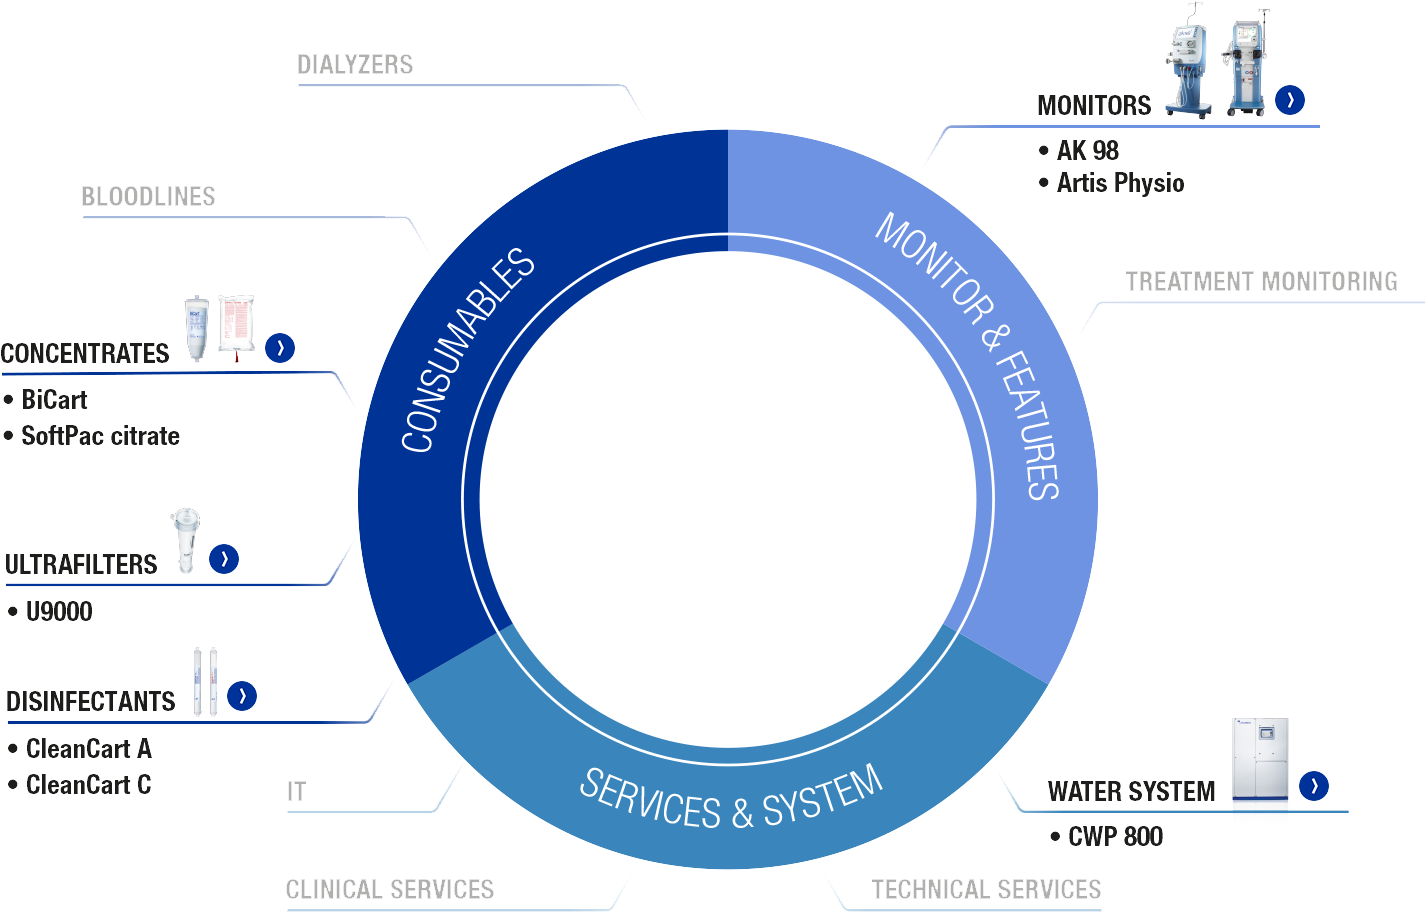 DIALYZERS
BLOODLINES
CONCENTRATES
• BiCart
• SoftPac citrate
ULTRAFILTERS
• U9000
DISINFECTANTS
• CleanCart A
• CleanCart C
IT
CLINICAL SERVICES
CONSUMABLES
MONITOR & FEATURES
SERVICES & SYSTEM
MONITORS
• AK 98
• Artis Physio
TREATMENT MONITORING
WATER SYSTEM
• CWP 800
TECHNICAL SERVICES